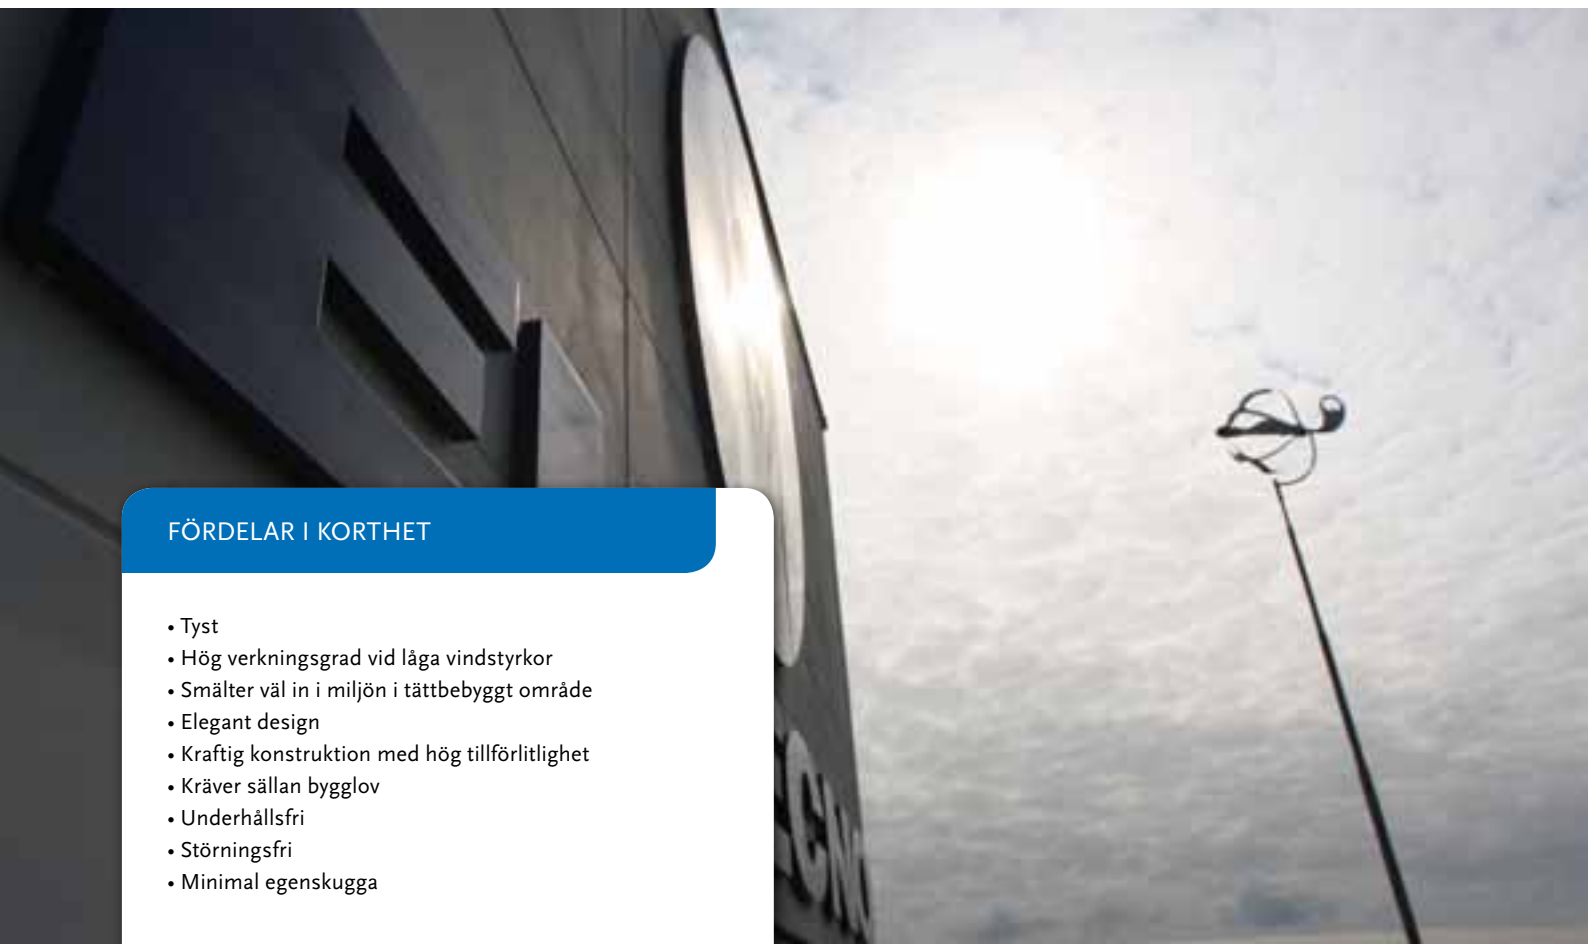 FÖRDELAR I KORTHET
• Tyst
• Hög verkningsgrad vid låga vindstyrkor
• Smälter väl in i miljön i tättbebyggt område
• Elegant design
• Kraftig konstruktion med hög tillförlitlighet
• Kräver sällan bygglov
• Underhållsfri
• Störningsfri
• Minimal egenskugga